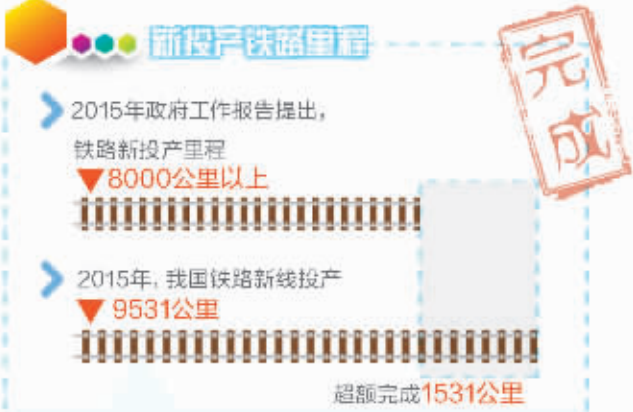 新投产铁路里程
完成
2015年政府工作报告提出，
铁路新投产里程
▼8000公里以上
2015年，我国铁路新线投产
▼9531公里
超额完成1531公里